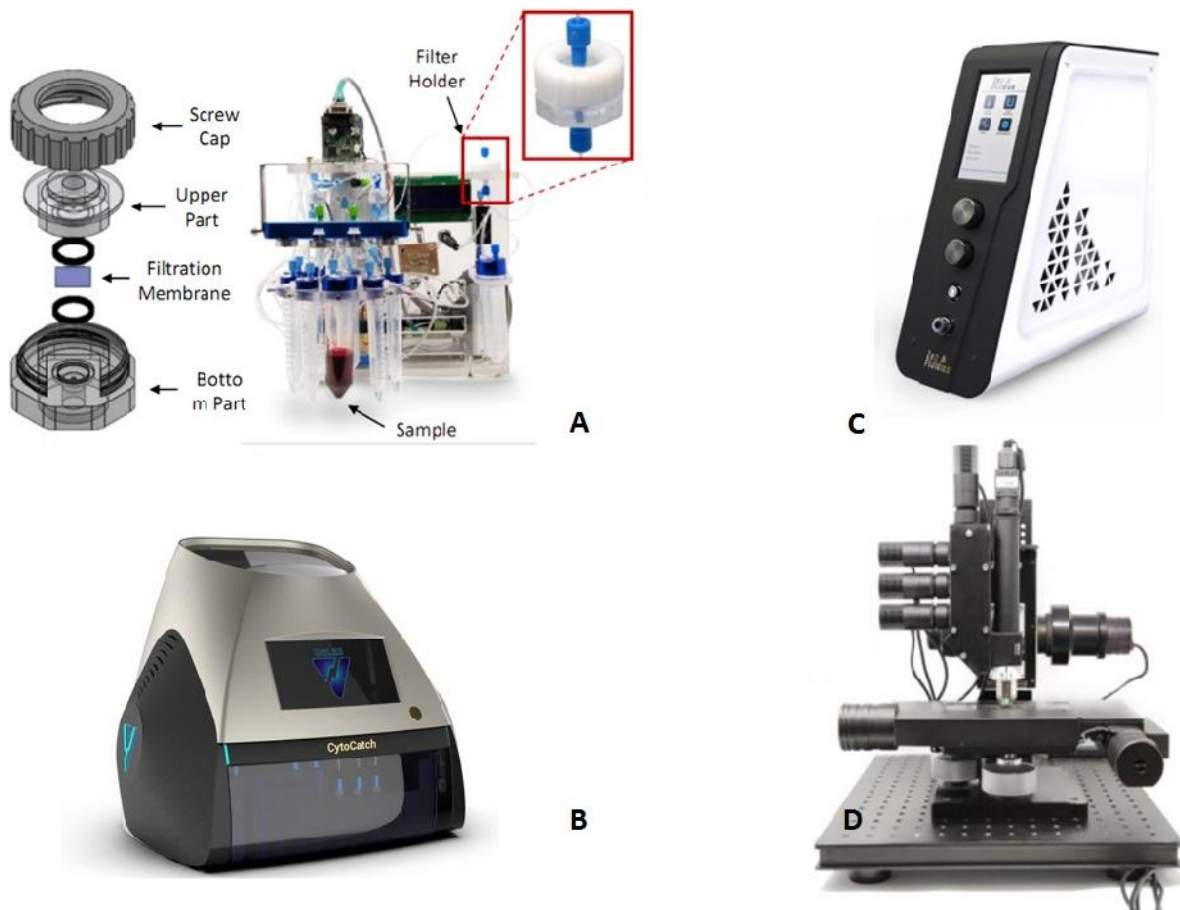 Screw
Cap
Upper
Part
Filtration
Membrane
Botto
m Part
Filter
Holder
Sample
A
C
CytoCatch
B
D